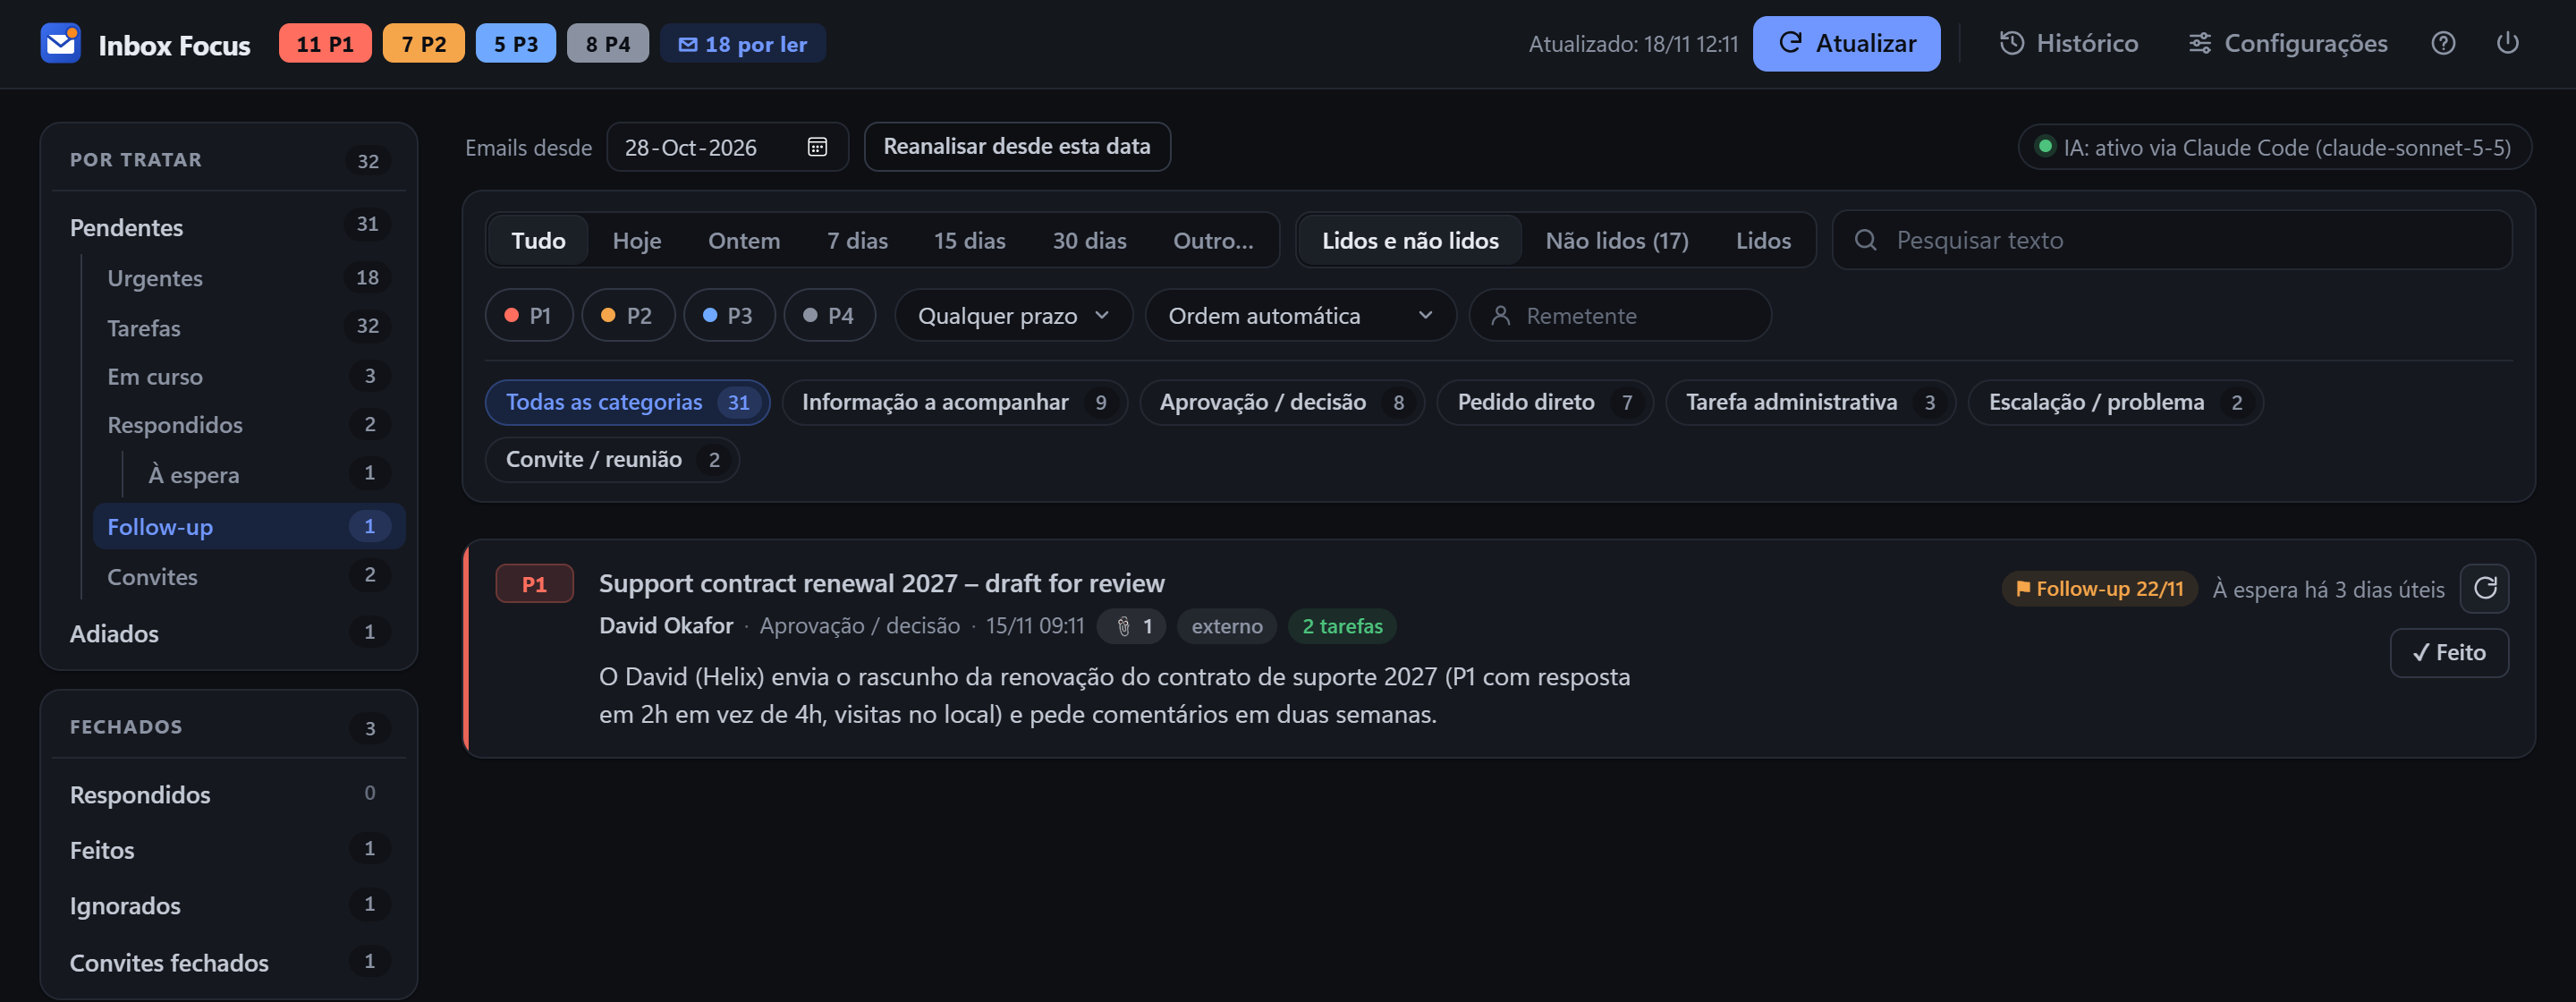 Inbox Focus 11 P1 7 P2 5 P3 8 P4 18 por ler Atualizado: 18/11 12:11 Atualizar Histórico Configurações
POR TRATAR 32
Pendentes 31
Urgentes 18
Tarefas 32
Em curso 3
Respondidos 2
À espera 1
Follow-up 1
Convites 2
Adiados 1
FECHADOS 3
Respondidos 0
Feitos 1
Ignorados 1
Convites fechados 1
Emails desde 28-Oct-2026 Reanalisar desde esta data IA: ativo via Claude Code (claude-sonnet-5-5)
Tudo Hoje Ontem 7 dias 15 dias 30 dias Outro... Lidos e não lidos Não lidos (17) Lidos Pesquisar texto
P1 P2 P3 P4 Qualquer prazo Ordem automática Remetente
Todas as categorias 31 Informação a acompanhar 9 Aprovação / decisão 8 Pedido direto 7 Tarefa administrativa 3 Escalação / problema 2
Convite / reunião 2
P1 Support contract renewal 2027 – draft for review Follow-up 22/11 À espera há 3 dias úteis
David Okafor · Aprovação / decisão · 15/11 09:11 1 externo 2 tarefas
✓ Feito
O David (Helix) envia o rascunho da renovação do contrato de suporte 2027 (P1 com resposta
em 2h em vez de 4h, visitas no local) e pede comentários em duas semanas.